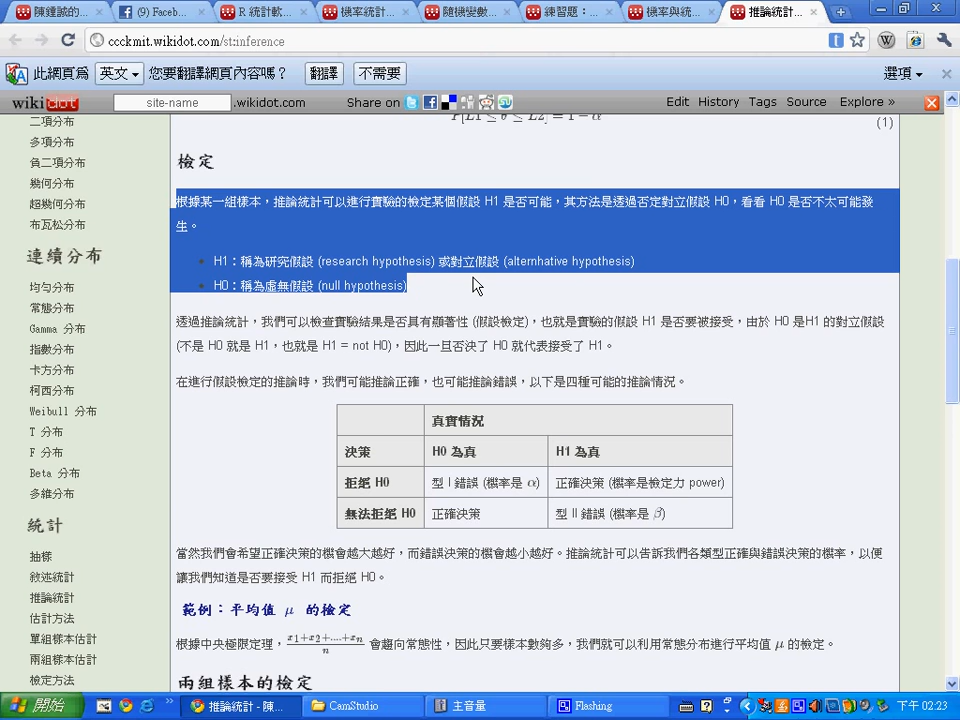 陳鍾誠的...
(9) Faceb...
R 統計軟...
機率統計...
隨機變數...
練習題：...
機率與統...
推論統計...
ccckmit.wikidot.com/st:inference
此網頁為 英文 您要翻譯網頁內容嗎？ 翻譯 不需要 選項
wikidot site-name .wikidot.com Share on Edit History Tags Source Explore »
P[L1 ≤ θ ≤ L2] = 1 − α
(1)
二項分布
多項分布
負二項分布
幾何分布
超幾何分布
布瓦松分布
連續分布
均勻分布
常態分布
Gamma 分布
指數分布
卡方分布
柯西分布
Weibull 分布
T 分布
F 分布
Beta 分布
多維分布
統計
抽樣
敘述統計
推論統計
估計方法
單組樣本估計
兩組樣本估計
檢定方法
檢定
根據某一組樣本，推論統計可以進行實驗的檢定某個假設 H1 是否可能，其方法是透過否定對立假設 H0，看看 H0 是否不太可能發
生。
H1：稱為研究假設 (research hypothesis) 或對立假設 (alternhative hypothesis)
H0：稱為虛無假設 (null hypothesis)
透過推論統計，我們可以檢查實驗結果是否具有顯著性 (假設檢定)，也就是實驗的假設 H1 是否要被接受，由於 H0 是H1 的對立假設
(不是 H0 就是 H1，也就是 H1 = not H0)，因此一旦否決了 H0 就代表接受了 H1。
在進行假設檢定的推論時，我們可能推論正確，也可能推論錯誤，以下是四種可能的推論情況。
真實情況
決策 H0 為真 H1 為真
拒絕 H0 型 I 錯誤 (機率是 α) 正確決策 (機率是檢定力 power)
無法拒絕 H0 正確決策 型 II 錯誤 (機率是 β)
當然我們會希望正確決策的機會越大越好，而錯誤決策的機會越小越好。推論統計可以告訴我們各類型正確與錯誤決策的機率，以便
讓我們知道是否要接受 H1 而拒絕 H0。
範例：平均值 μ 的檢定
根據中央極限定理，x1+x2+....+xn / n 會趨向常態性，因此只要樣本數夠多，我們就可以利用常態分布進行平均值 μ 的檢定。
兩組樣本的檢定
開始 推論統計 - 陳... CamStudio 主音量 Flashing 下午 02:23